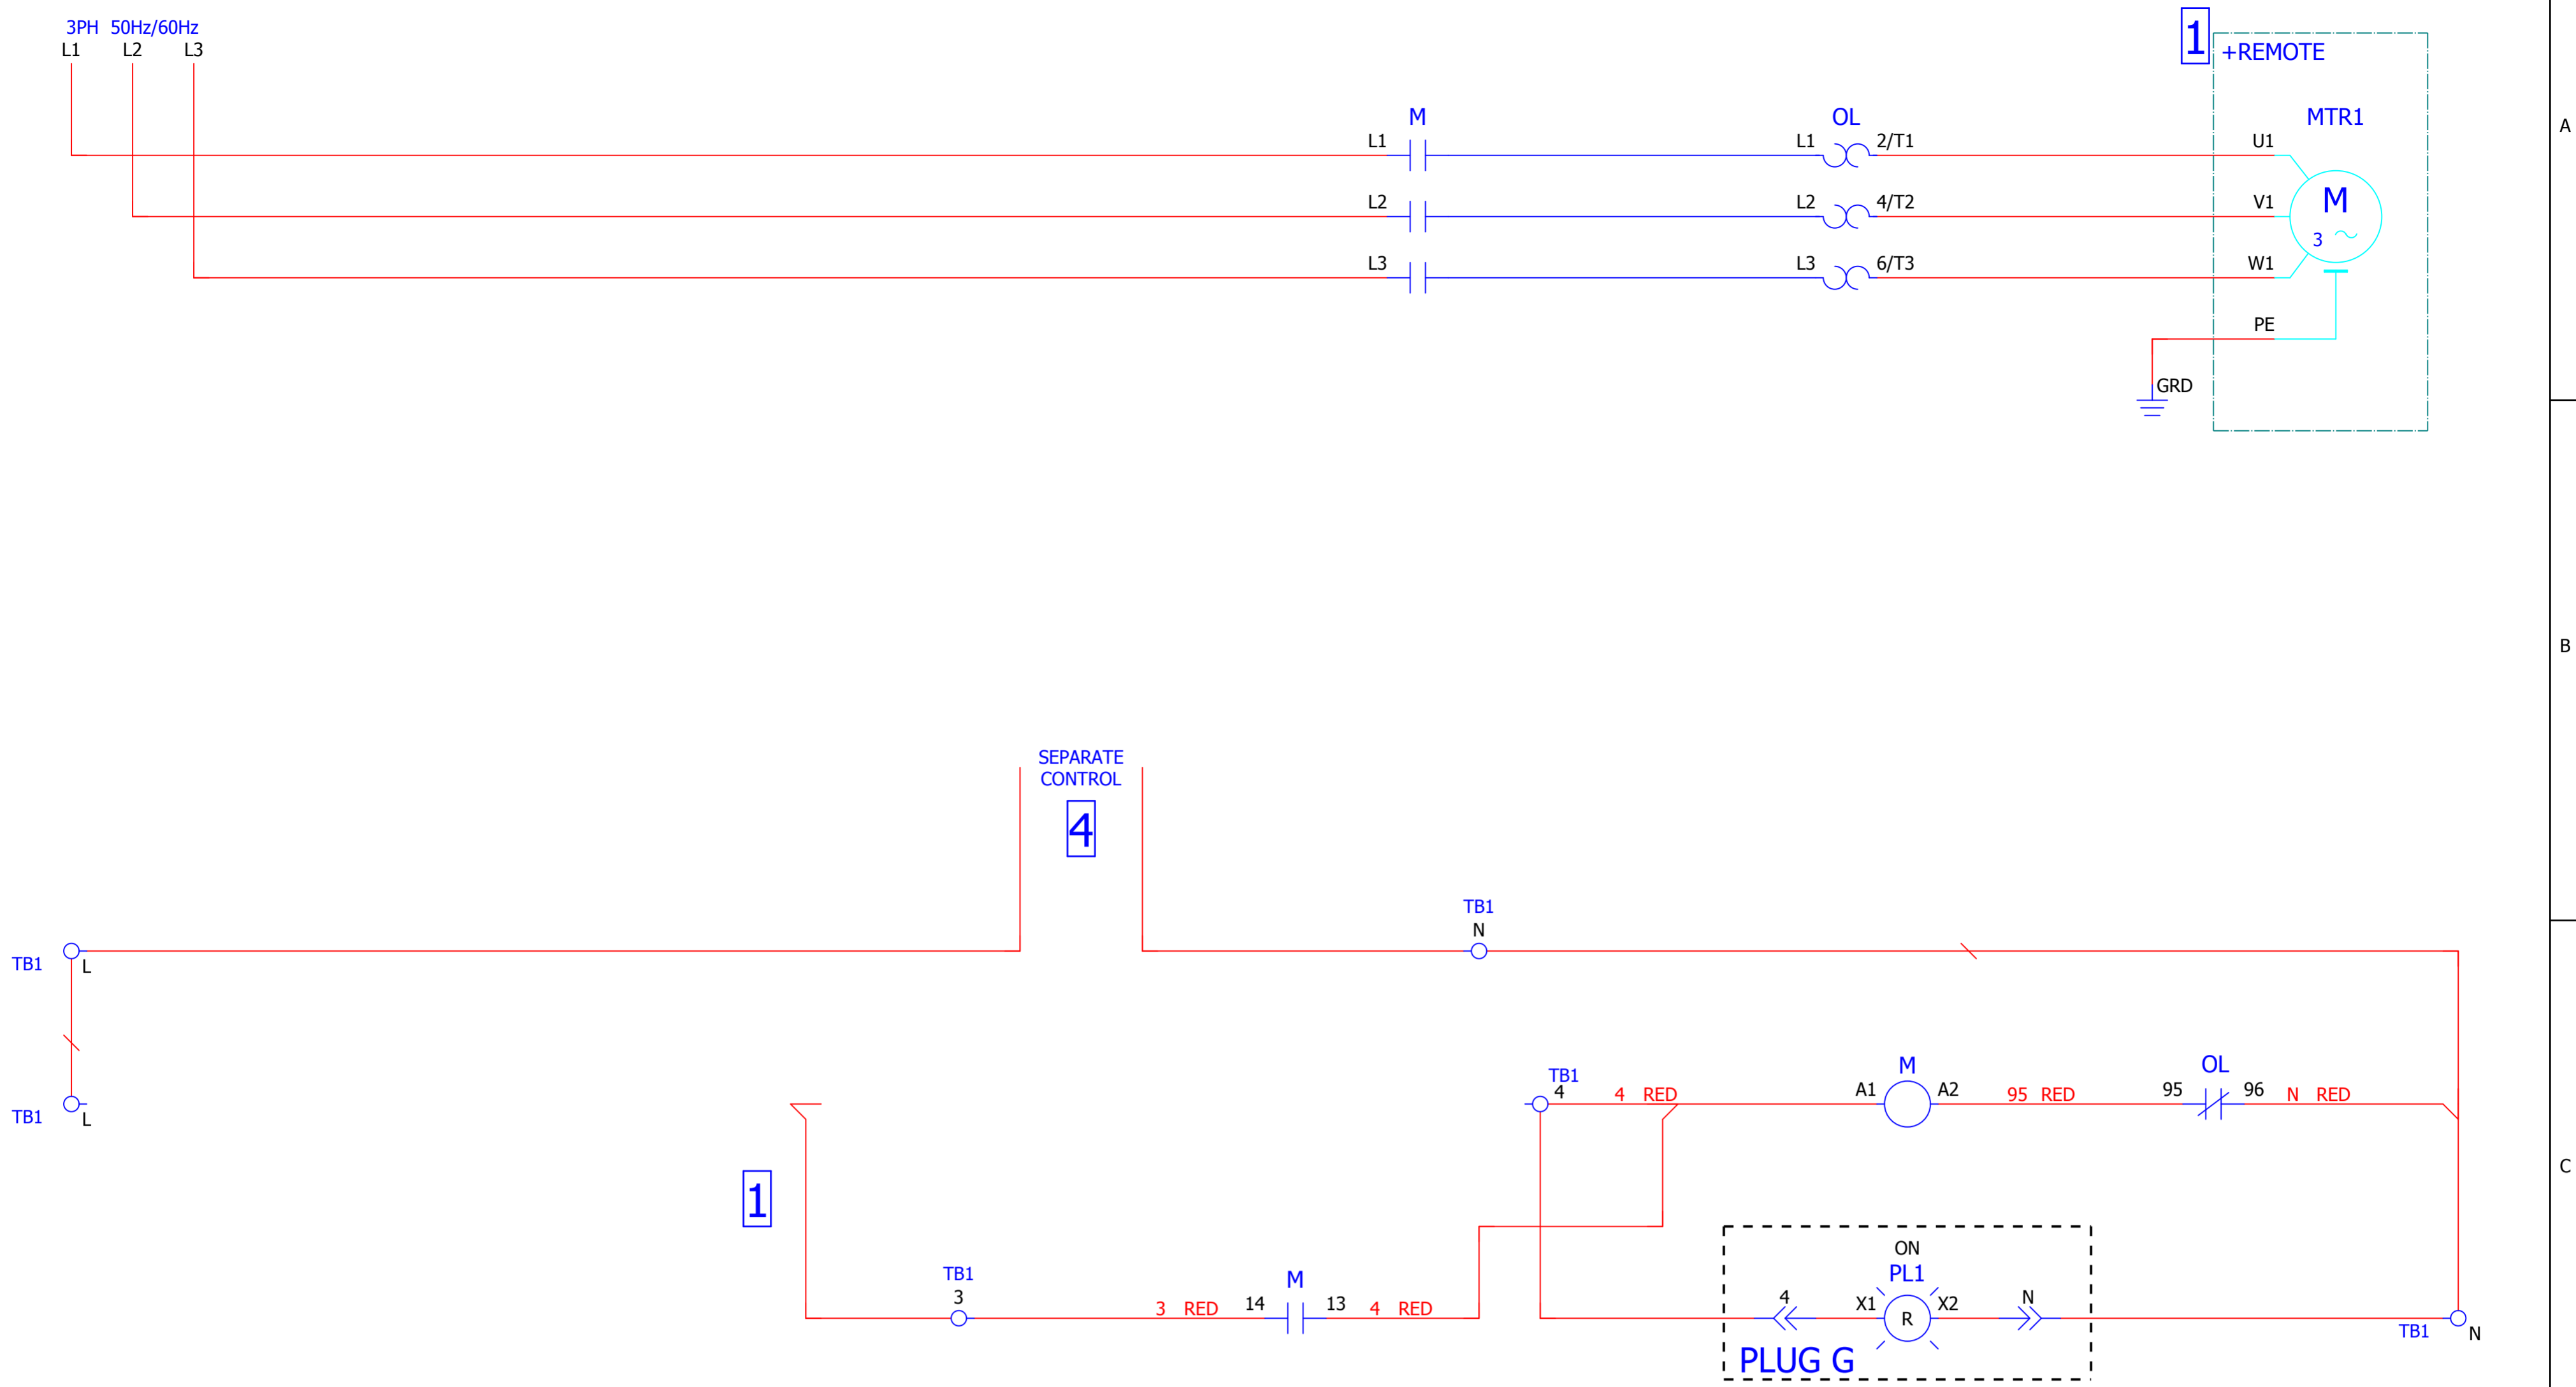 3PH 50Hz/60Hz
L1 L2 L3
1
+REMOTE
M OL MTR1
L1 L1 2/T1 U1
A
L2 L2 4/T2 V1
M
3
L3 L3 6/T3 W1
PE
GRD
B
SEPARATE
CONTROL
4
TB1
N
TB1 L
TB1
4
M OL
4 RED A1 A2 95 RED 95 96 N RED
TB1 L
C
1
ON
PL1
TB1
3
M
3 RED 14 13 4 RED
4 X1 R X2 N
TB1 N
PLUG G